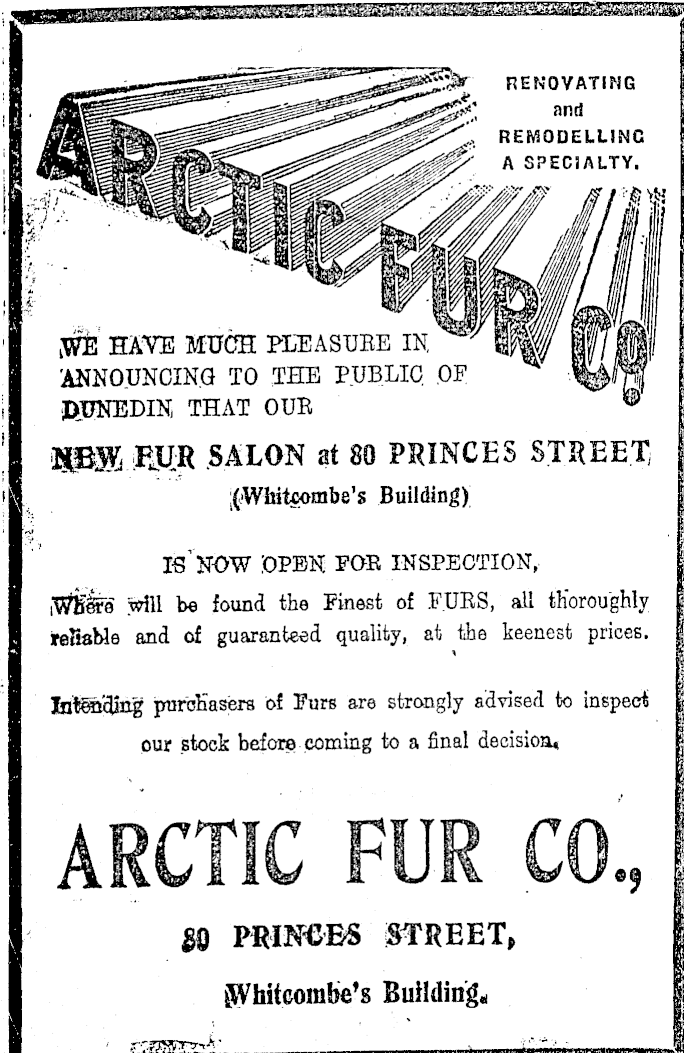 ARCTIC FUR Co.
RENOVATING
and
REMODELLING
A SPECIALTY.
WE HAVE MUCH PLEASURE IN
ANNOUNCING TO THE PUBLIC OF
DUNEDIN THAT OUR
NEW FUR SALON at 80 PRINCES STREET
(Whitcombe's Building)
IS NOW OPEN FOR INSPECTION,
Where will be found the Finest of FURS, all thoroughly
reliable and of guaranteed quality, at the keenest prices.
Intending purchasers of Furs are strongly advised to inspect
our stock before coming to a final decision.
ARCTIC FUR CO.,
80 PRINCES STREET,
Whitcombe's Building.